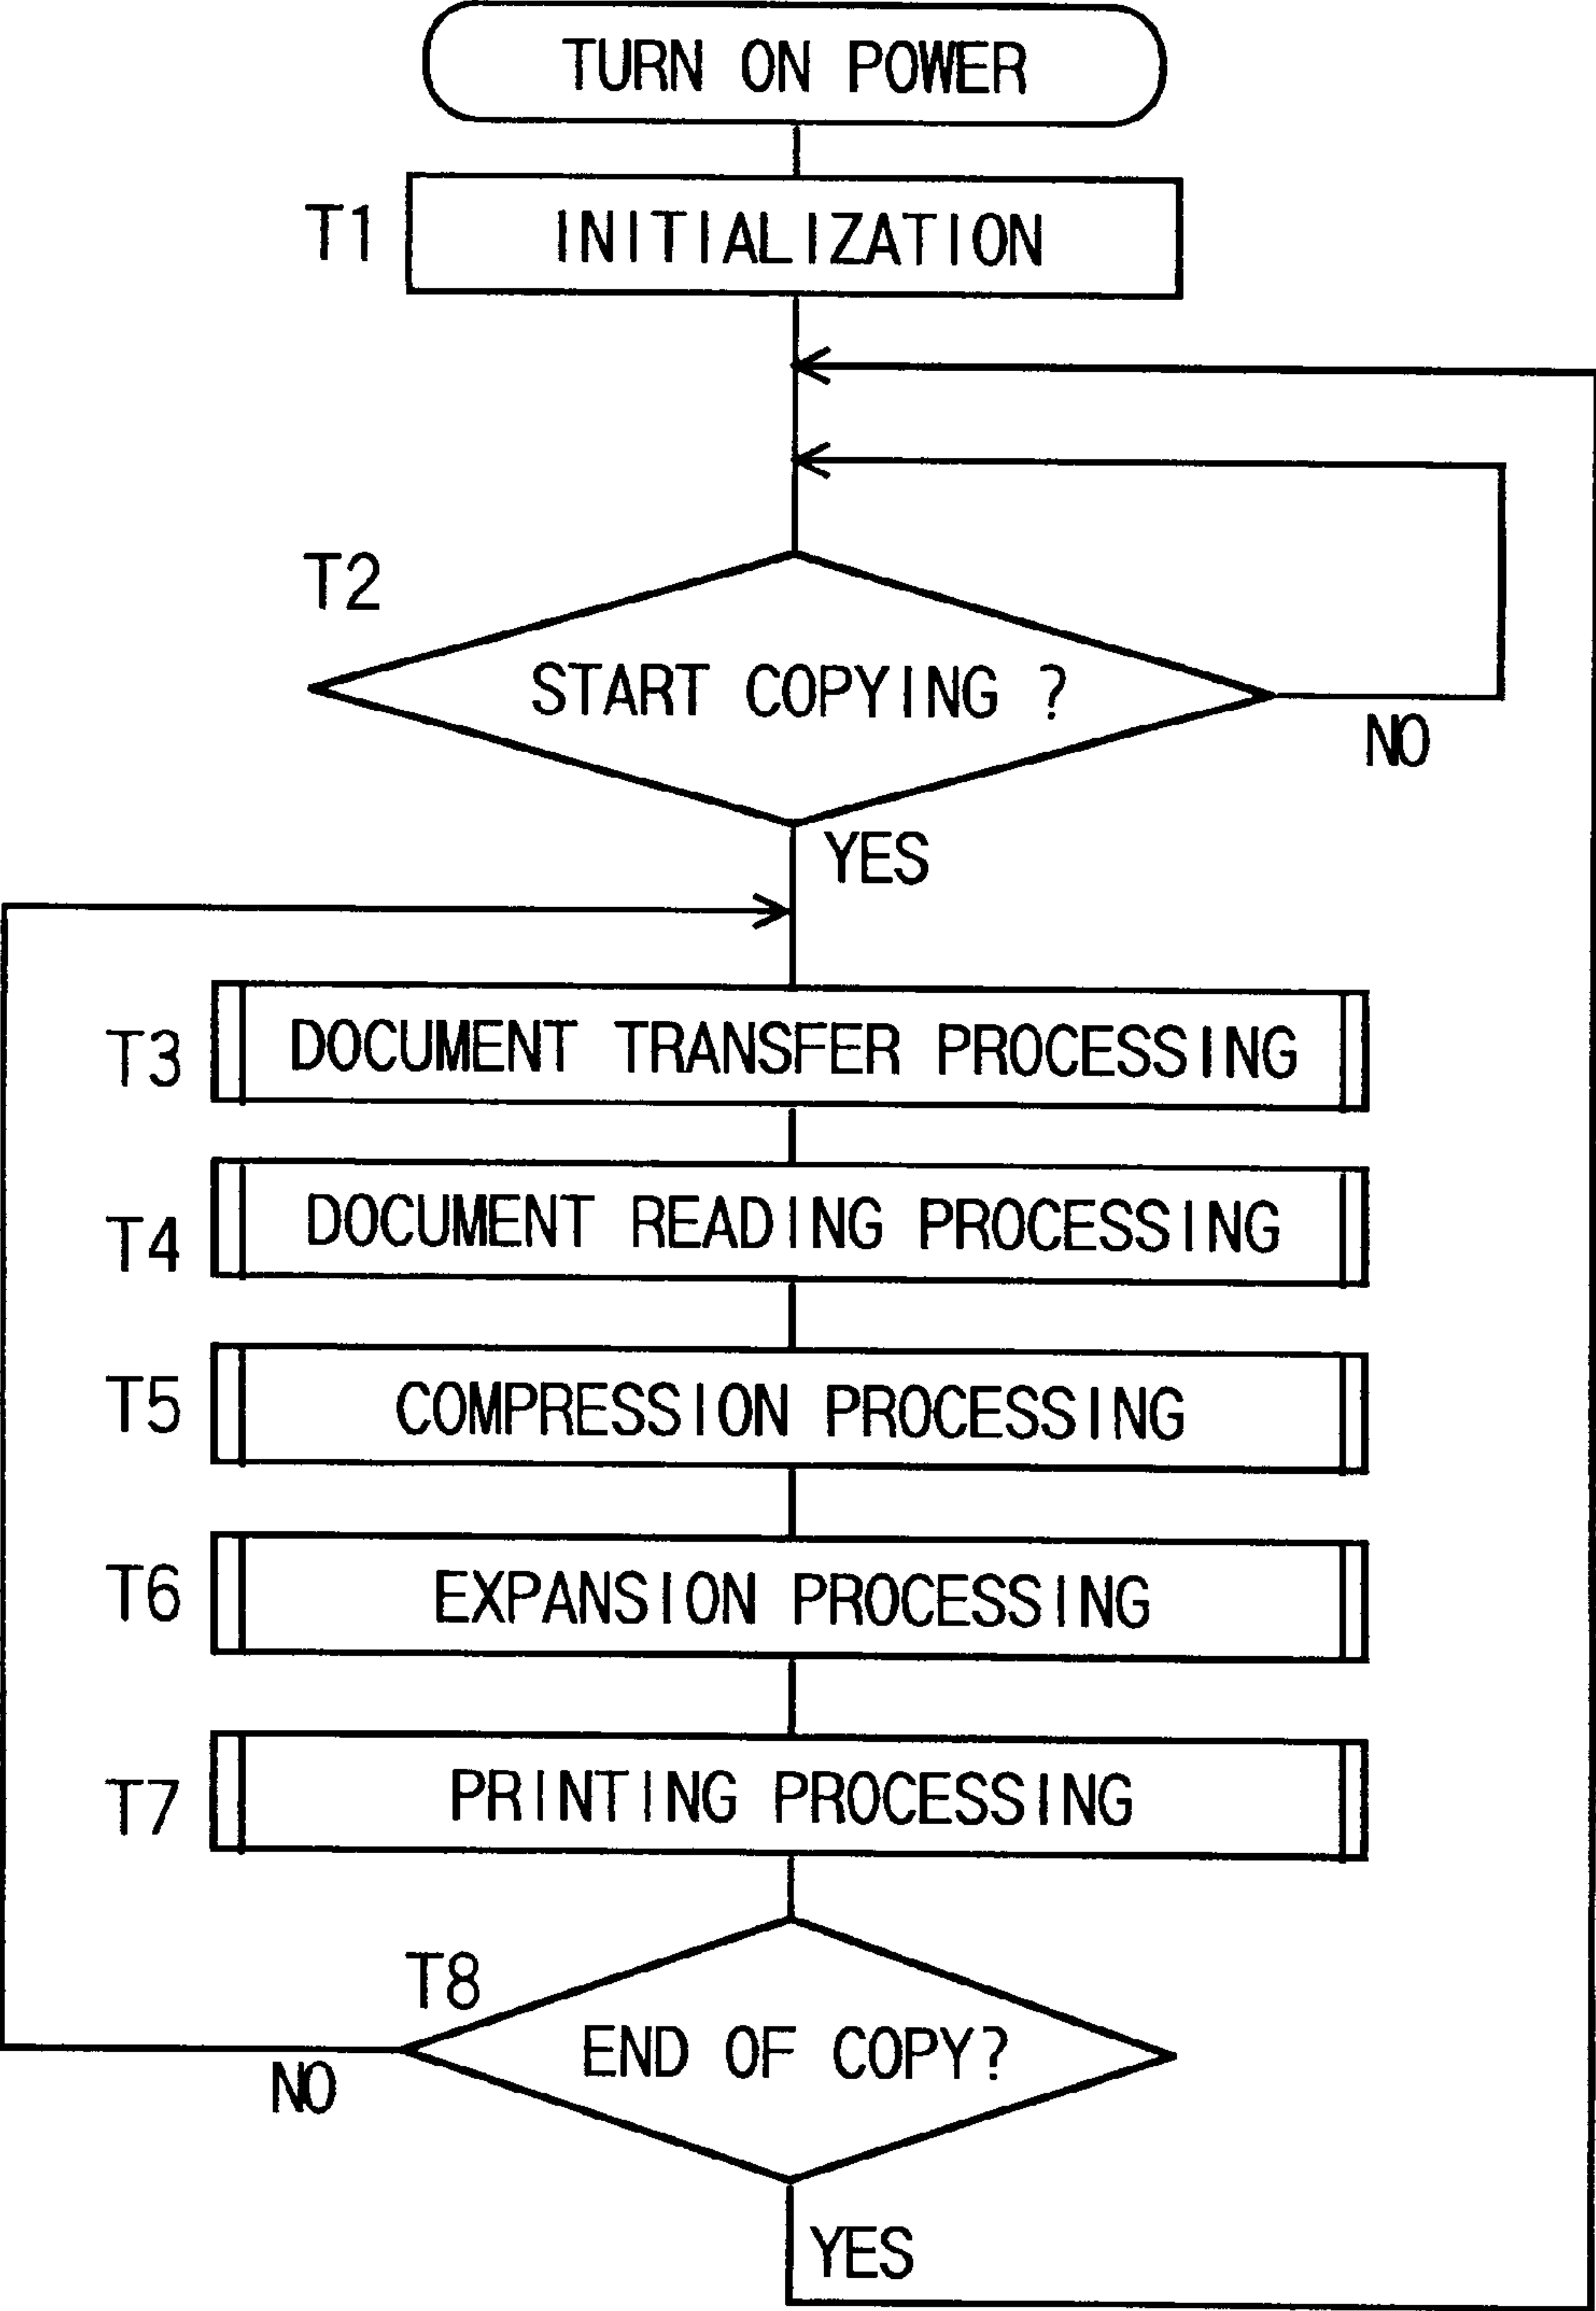 TURN ON POWER
T1
INITIALIZATION
T2
START COPYING ?
NO
YES
T3
DOCUMENT TRANSFER PROCESSING
T4
DOCUMENT READING PROCESSING
T5
COMPRESSION PROCESSING
T6
EXPANSION PROCESSING
T7
PRINTING PROCESSING
T8
END OF COPY?
NO
YES